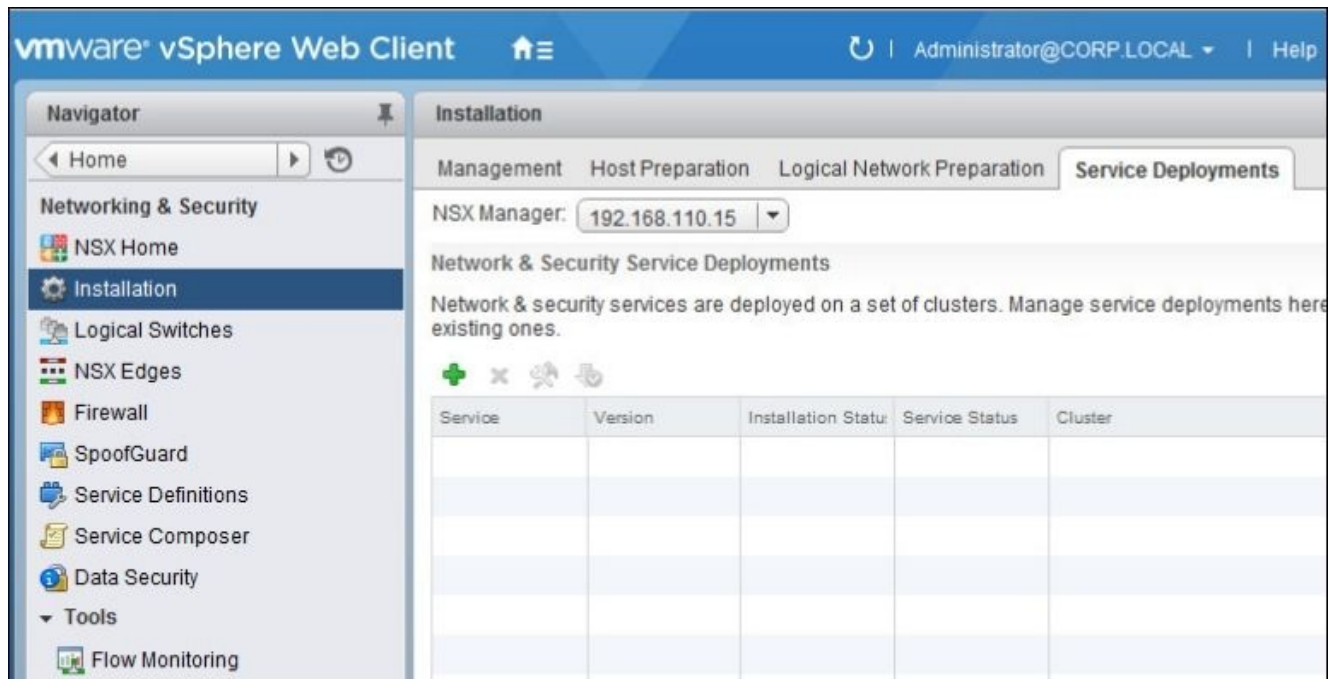 vmware® vSphere Web Client
Administrator@CORP.LOCAL
Help
Navigator
Home
Networking & Security
NSX Home
Installation
Logical Switches
NSX Edges
Firewall
SpoofGuard
Service Definitions
Service Composer
Data Security
Tools
Flow Monitoring
Installation
Management Host Preparation Logical Network Preparation Service Deployments
NSX Manager: 192.168.110.15
Network & Security Service Deployments
Network & security services are deployed on a set of clusters. Manage service deployments here
existing ones.
Service Version Installation Statu Service Status Cluster